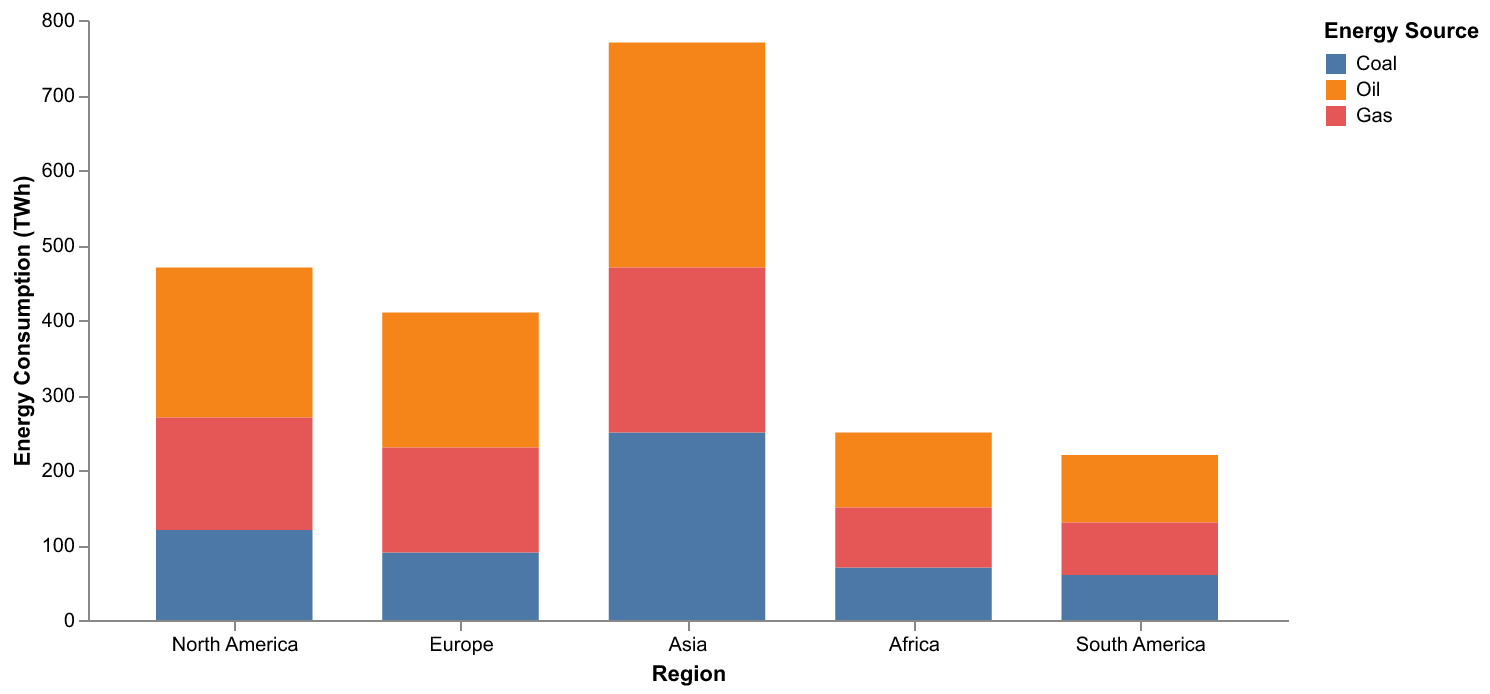 800
700
600
500
400
300
200
100
0
Energy Consumption (TWh)
North America
Europe
Asia
Africa
South America
Region
Energy Source
Coal
Oil
Gas